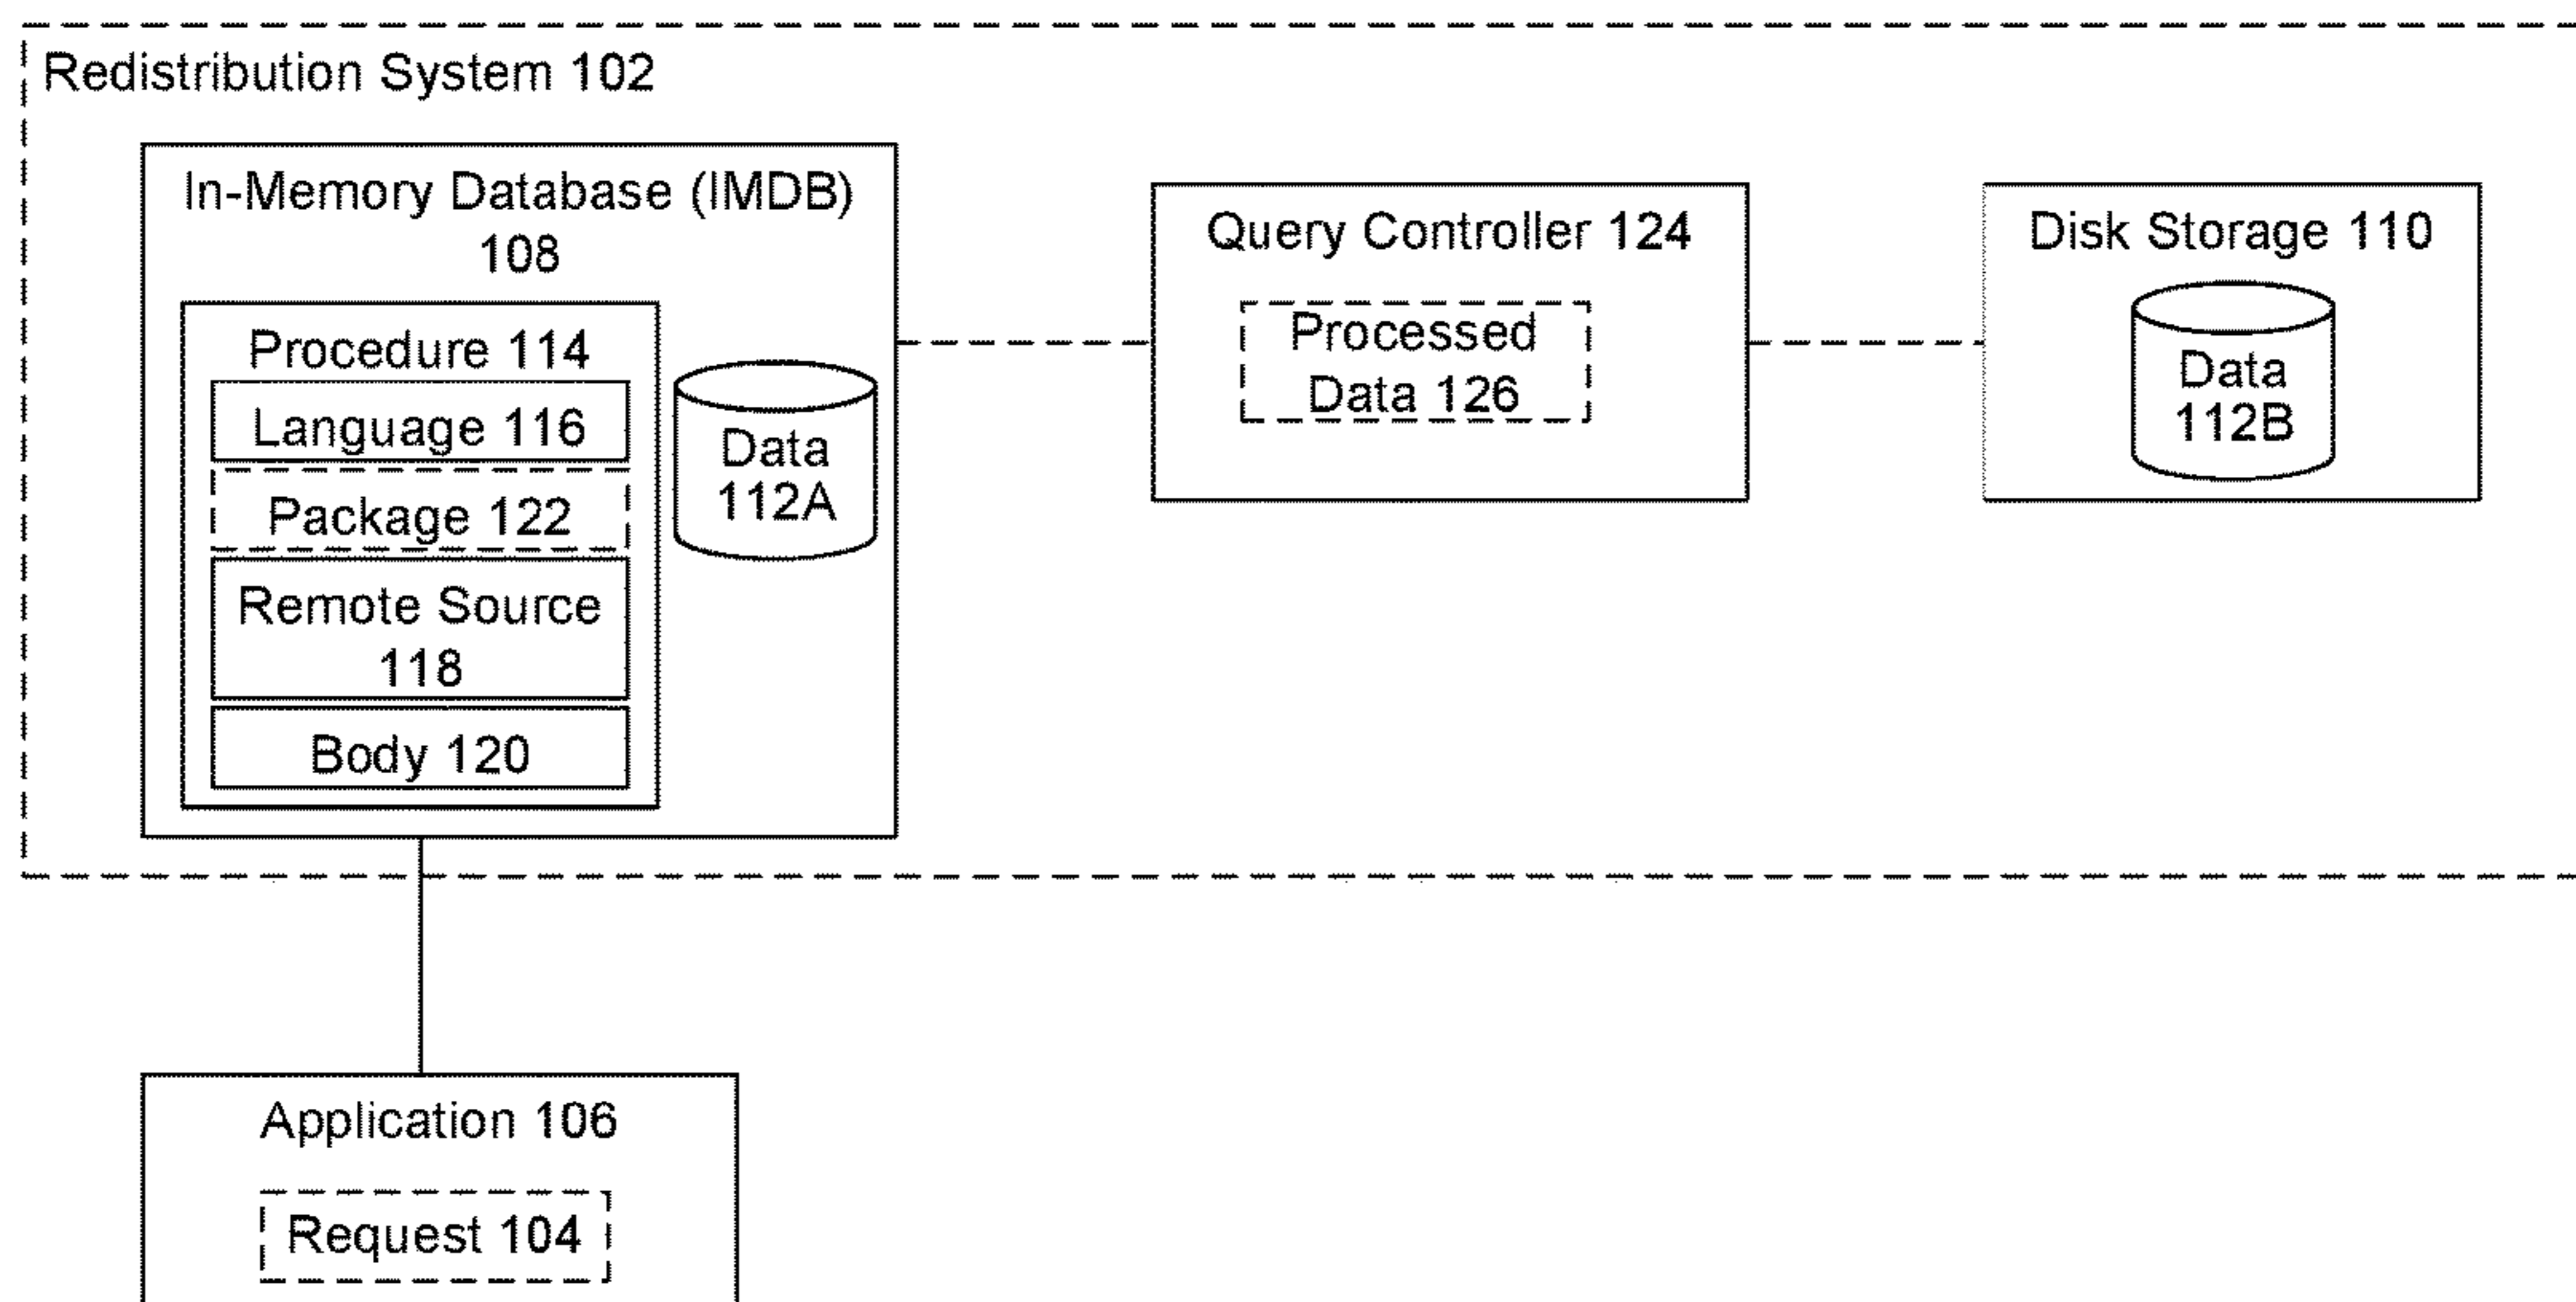 Redistribution System 102
In-Memory Database (IMDB)
108
Procedure 114
Language 116
Package 122
Remote Source
118
Body 120
Data
112A
Query Controller 124
Processed
Data 126
Disk Storage 110
Data
112B
Application 106
Request 104